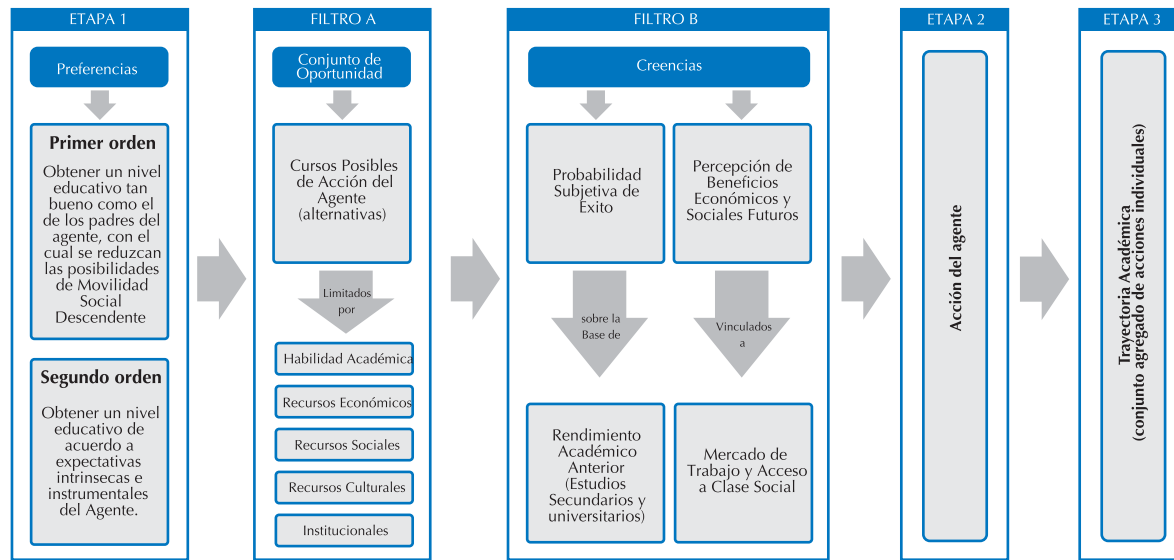 ETAPA 1
Preferencias
Primer orden
Obtener un nivel
educativo tan
bueno como el
de los padres del
agente, con el
cual se reduzcan
las posibilidades
de Movilidad
Social
Descendente
Segundo orden
Obtener un nivel
educativo de
acuerdo a
expectativas
intrinsecas e
instrumentales
del Agente.
FILTRO A
Conjunto de
Oportunidad
Cursos Posibles
de Acción del
Agente
(alternativas)
Limitados
por
Habilidad Académica
Recursos Económicos
Recursos Sociales
Recursos Culturales
Institucionales
FILTRO B
Creencias
Probabilidad
Subjetiva de
Exito
sobre la
Base de
Rendimiento
Académico
Anterior
(Estudios
Secundarios y
universitarios)
Percepción de
Beneficios
Económicos y
Sociales Futuros
Vinculados
a
Mercado de
Trabajo y Acceso
a Clase Social
ETAPA 2
Acción del agente
ETAPA 3
Trayectoria Académica
(conjunto agregado de acciones individuales)